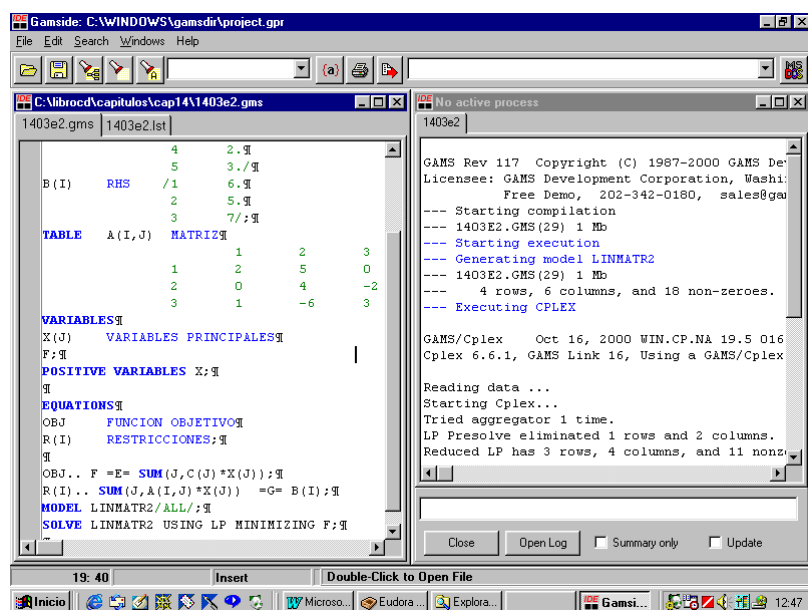 Gamside: C:\WINDOWS\gamsdir\project.gpr
File Edit Search Windows Help
{a}
MS DOS
C:\librocd\capitulos\cap14\1403e2.gms
1403e2.gms 1403e2.lst
4 2.¶
5 3./¶
B(I) RHS /1 6.¶
2 5.¶
3 7/;¶
TABLE A(I,J) MATRIZ¶
1 2 3
1 2 5 0
2 0 4 -2
3 1 -6 3
VARIABLES¶
X(J) VARIABLES PRINCIPALES¶
F;¶
POSITIVE VARIABLES X;¶
¶
EQUATIONS¶
OBJ FUNCION OBJETIVO¶
R(I) RESTRICCIONES;¶
¶
OBJ.. F =E= SUM(J,C(J)*X(J));¶
R(I).. SUM(J,A(I,J)*X(J)) =G= B(I);¶
MODEL LINMATR2/ALL/;¶
SOLVE LINMATR2 USING LP MINIMIZING F;¶
No active process
1403e2
GAMS Rev 117 Copyright (C) 1987-2000 GAMS De
Licensee: GAMS Development Corporation, Washi
Free Demo, 202-342-0180, sales@ga
--- Starting compilation
--- 1403E2.GMS(29) 1 Mb
--- Starting execution
--- Generating model LINMATR2
--- 1403E2.GMS(29) 1 Mb
--- 4 rows, 6 columns, and 18 non-zeroes.
--- Executing CPLEX
GAMS/Cplex Oct 16, 2000 WIN.CP.NA 19.5 016
Cplex 6.6.1, GAMS Link 16, Using a GAMS/Cplex
Reading data ...
Starting Cplex...
Tried aggregator 1 time.
LP Presolve eliminated 1 rows and 2 columns.
Reduced LP has 3 rows, 4 columns, and 11 nonz
Close Open Log Summary only Update
19: 40 Insert Double-Click to Open File
Inicio Microso... Eudora ... Explora... Gamsi... 12:47